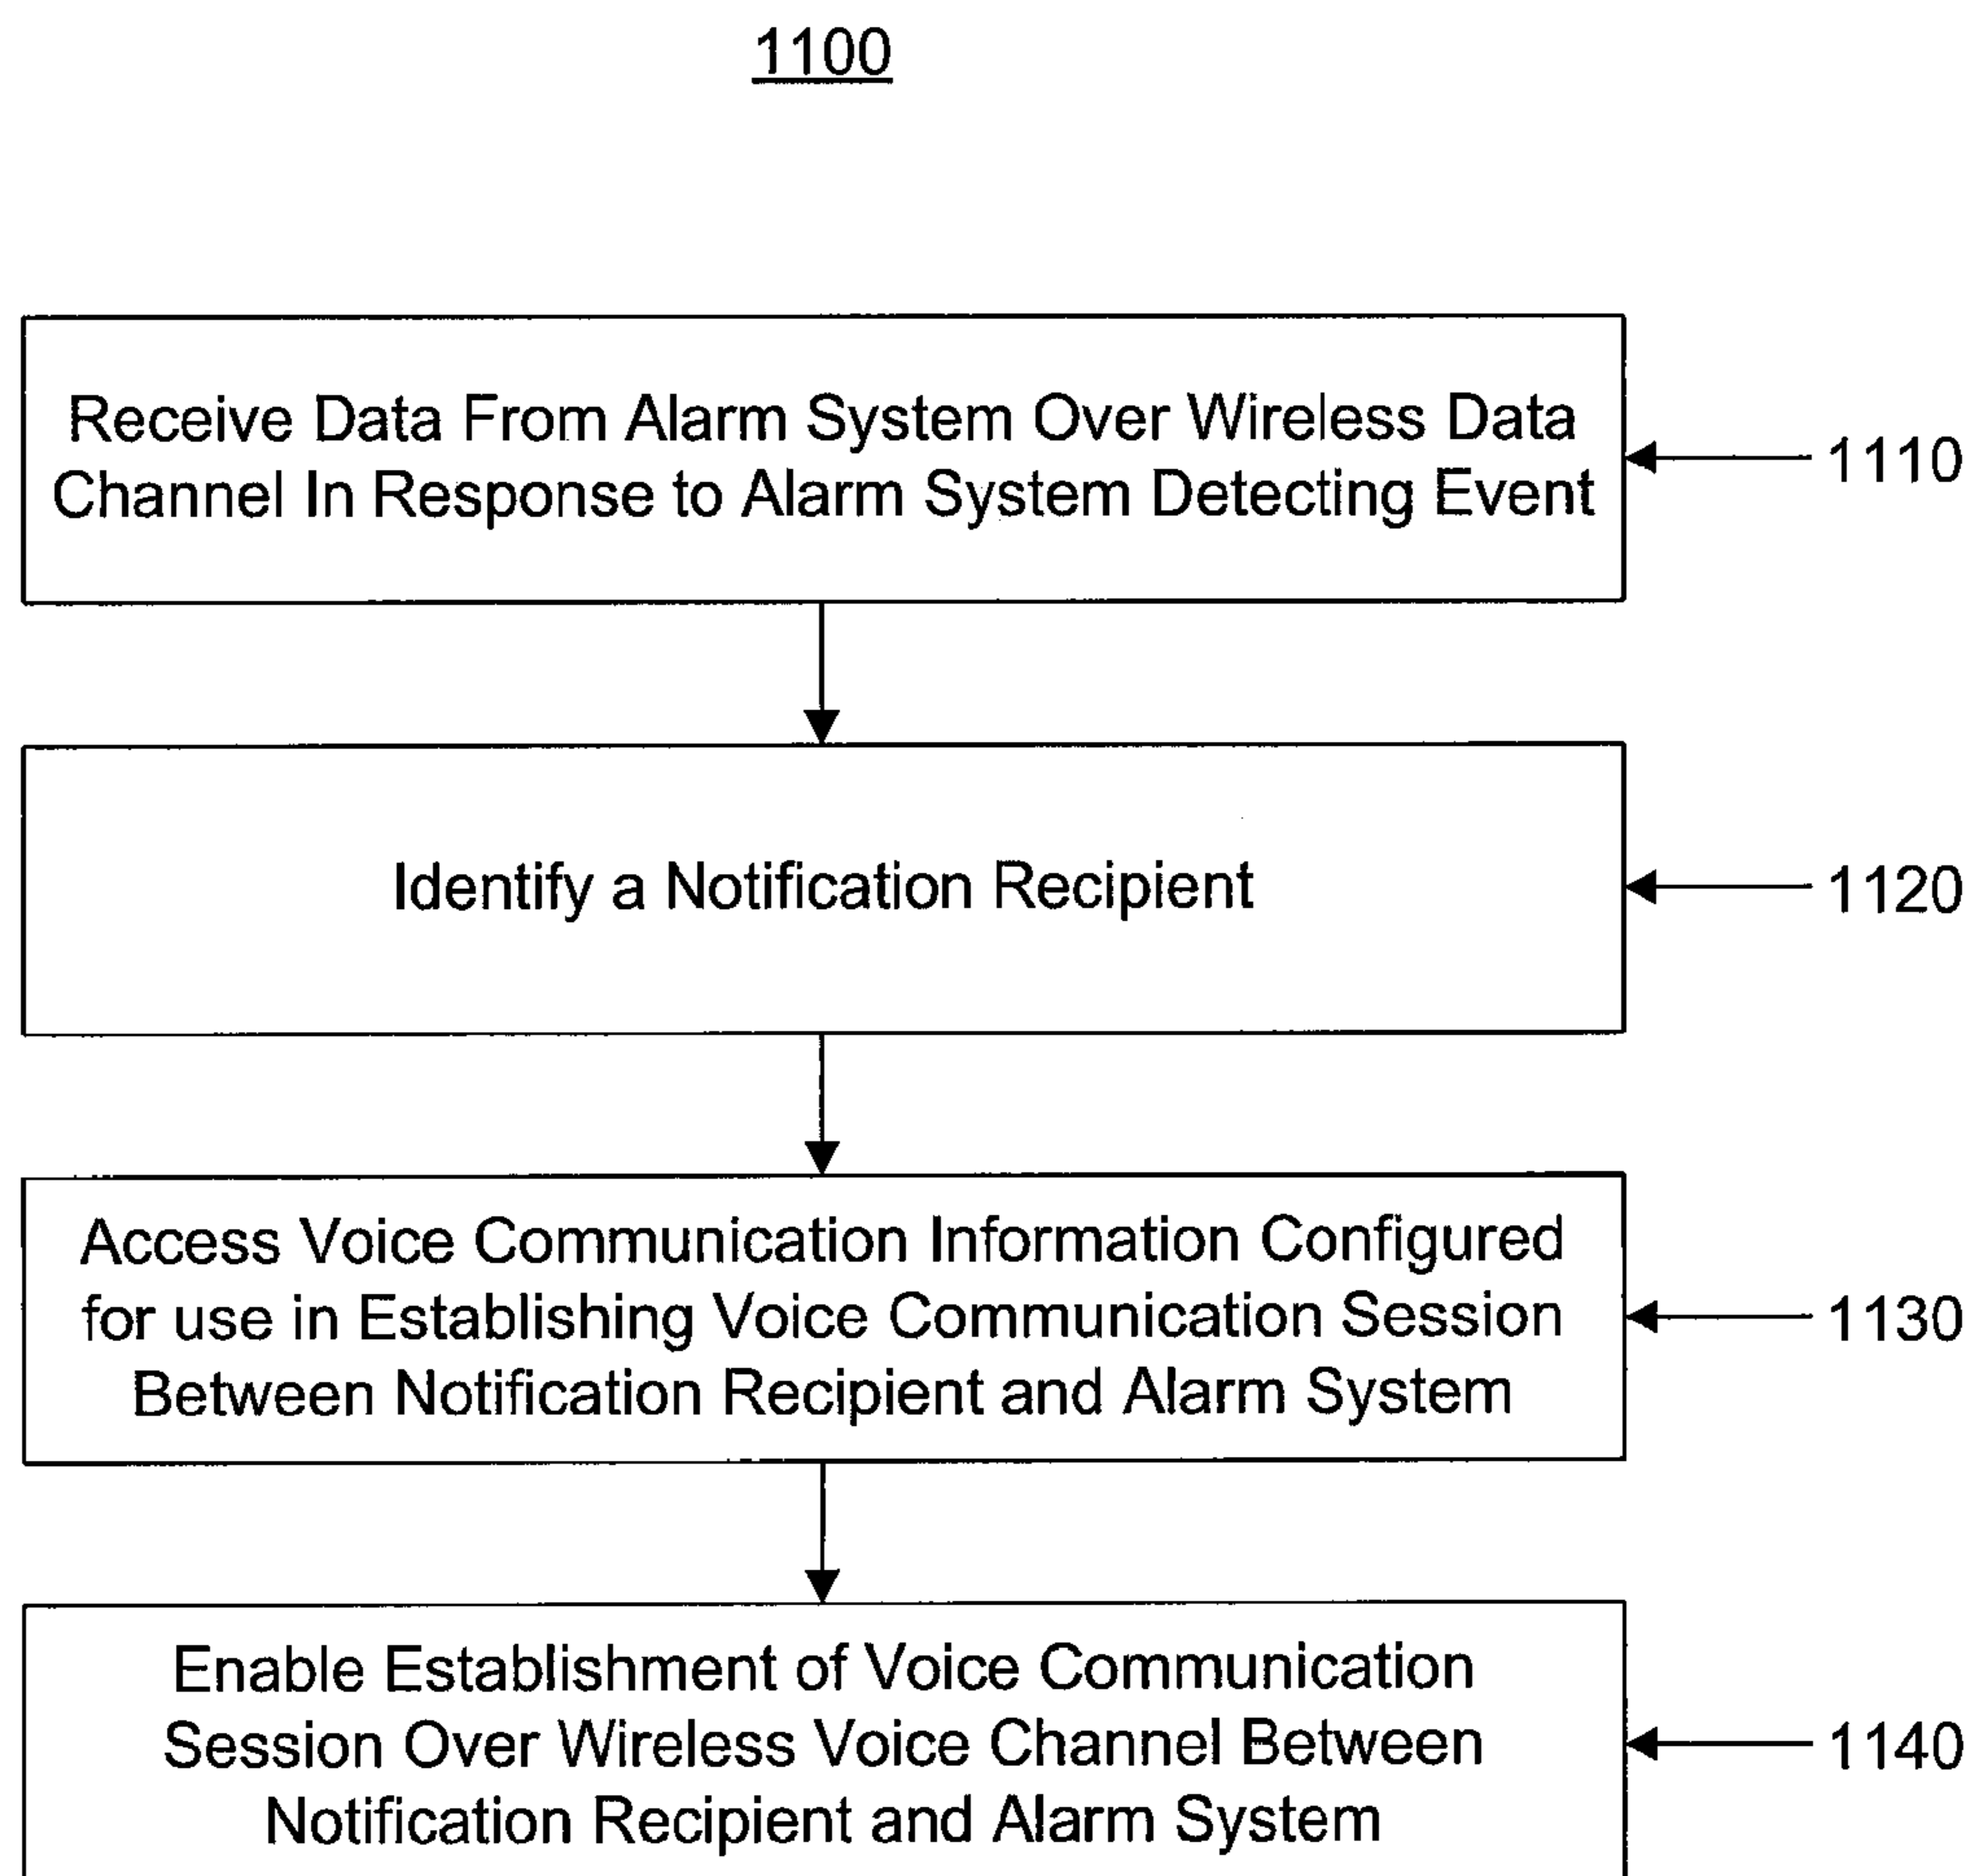 1100
Receive Data From Alarm System Over Wireless Data
Channel In Response to Alarm System Detecting Event
1110
Identify a Notification Recipient
1120
Access Voice Communication Information Configured
for use in Establishing Voice Communication Session
Between Notification Recipient and Alarm System
1130
Enable Establishment of Voice Communication
Session Over Wireless Voice Channel Between
Notification Recipient and Alarm System
1140